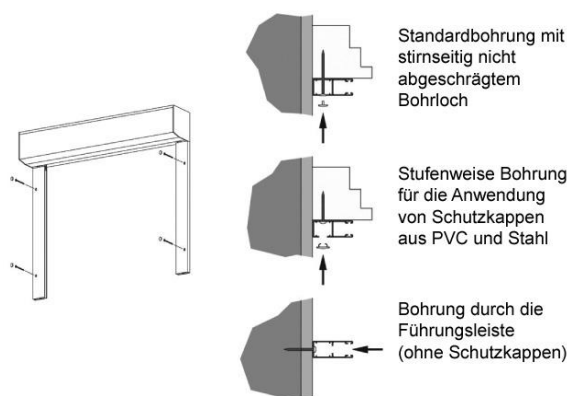 Standardbohrung mit
stirnseitig nicht
abgeschrägtem
Bohrloch
Stufenweise Bohrung
für die Anwendung
von Schutzkappen
aus PVC und Stahl
Bohrung durch die
Führungsleiste
(ohne Schutzkappen)